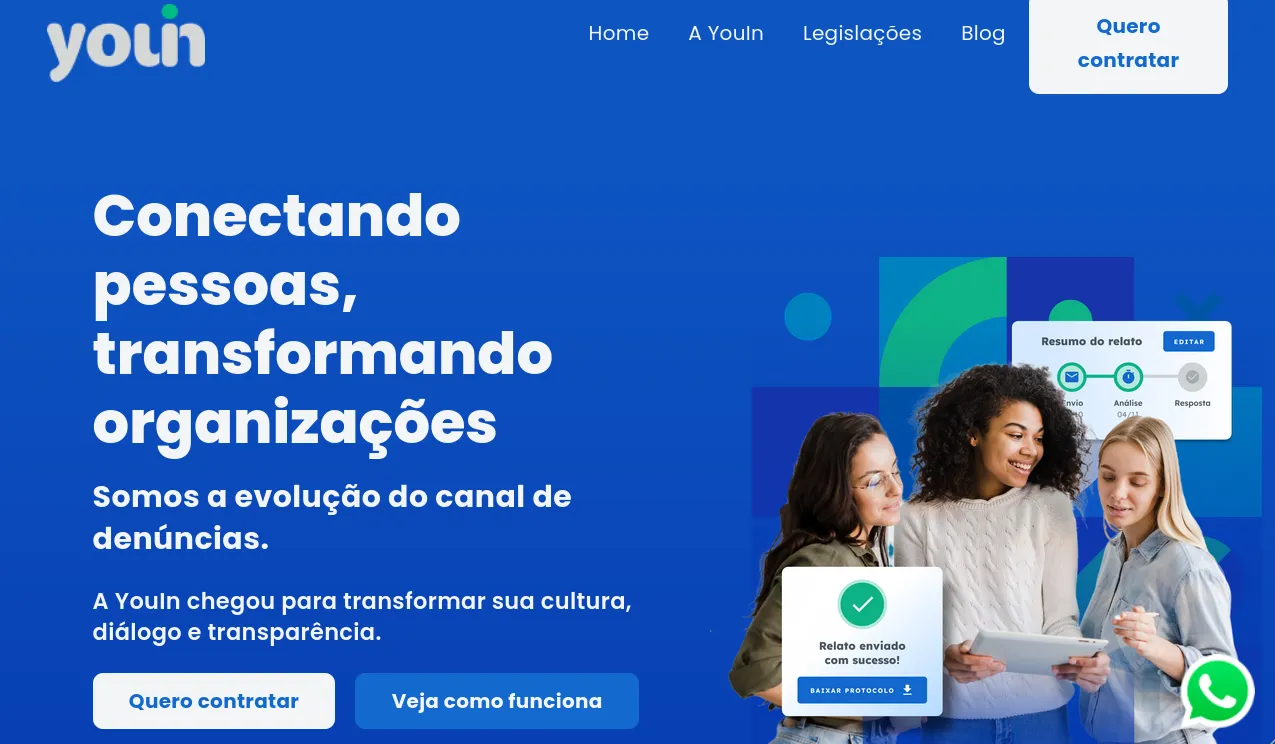 youin
Home
A YouIn
Legislações
Blog
Quero
contratar
Conectando
pessoas,
transformando
organizações
Somos a evolução do canal de
denúncias.
A YouIn chegou para transformar sua cultura,
diálogo e transparência.
Quero contratar
Veja como funciona
Resumo do relato
EDITAR
Análise
Resposta
04/11
Relato enviado
com sucesso!
BAIXAR PROTOCOLO